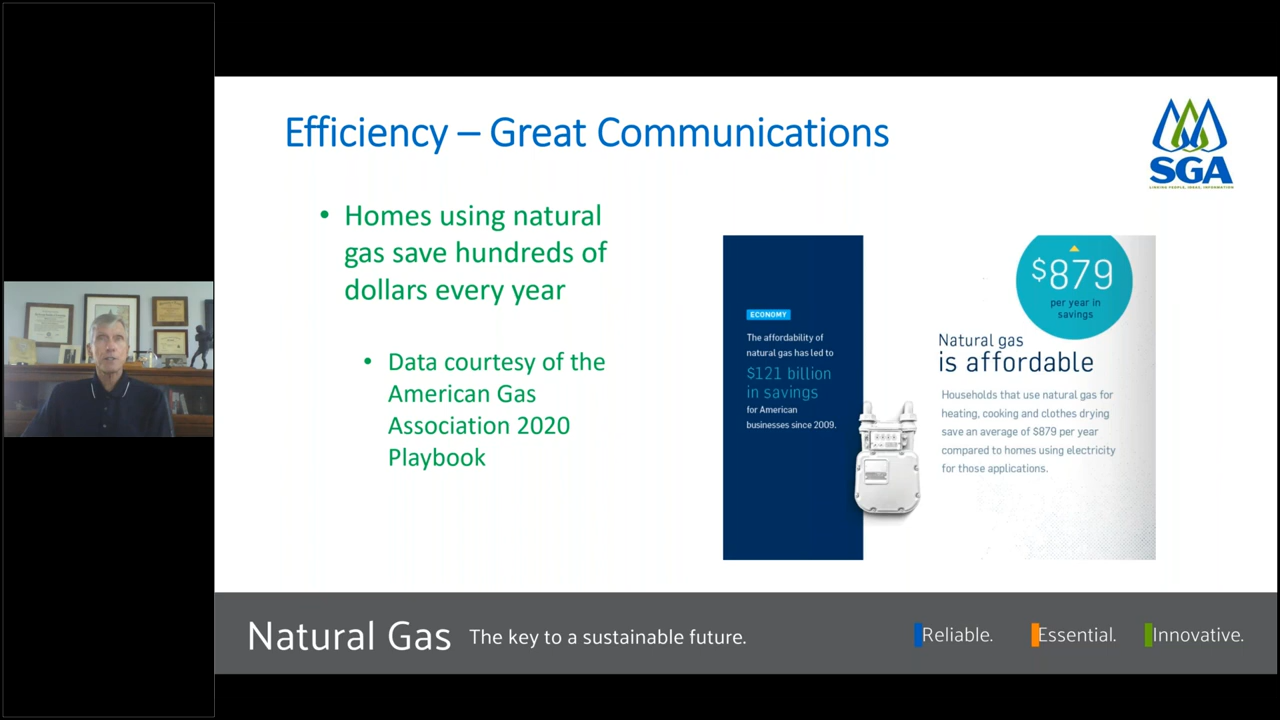 Efficiency – Great Communications
SGA
LINKING PEOPLE, IDEAS, INFORMATION
• Homes using natural
gas save hundreds of
dollars every year
• Data courtesy of the
American Gas
Association 2020
Playbook
ECONOMY
The affordability of
natural gas has led to
$121 billion
in savings
for American
businesses since 2009.
$879
per year in
savings
Natural gas
is affordable
Households that use natural gas for
heating, cooking and clothes drying
save an average of $879 per year
compared to homes using electricity
for those applications.
Natural Gas The key to a sustainable future.
Reliable. Essential. Innovative.